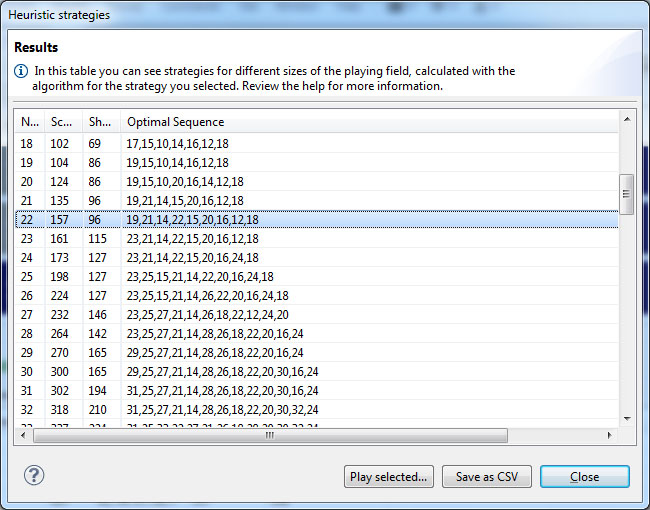 Heuristic strategies
Results
In this table you can see strategies for different sizes of the playing field, calculated with the
algorithm for the strategy you selected. Review the help for more information.
N... Sc... Sh... Optimal Sequence
18 102 69 17,15,10,14,16,12,18
19 104 86 19,15,10,14,16,12,18
20 124 86 19,15,10,20,16,14,12,18
21 135 96 19,21,14,15,20,16,12,18
22 157 96 19,21,14,22,15,20,16,12,18
23 161 115 23,21,14,22,15,20,16,12,18
24 173 127 23,21,14,22,15,20,16,24,18
25 198 127 23,25,15,21,14,22,20,16,24,18
26 224 127 23,25,15,21,14,26,22,20,16,24,18
27 232 146 23,25,27,21,14,26,18,22,12,24,20
28 264 142 23,25,27,21,14,28,26,18,22,20,16,24
29 270 165 29,25,27,21,14,28,26,18,22,20,16,24
30 300 165 29,25,27,21,14,28,26,18,22,20,30,16,24
31 302 194 31,25,27,21,14,28,26,18,22,20,30,16,24
32 318 210 31,25,27,21,14,28,26,18,22,20,30,32,24
Play selected... Save as CSV Close